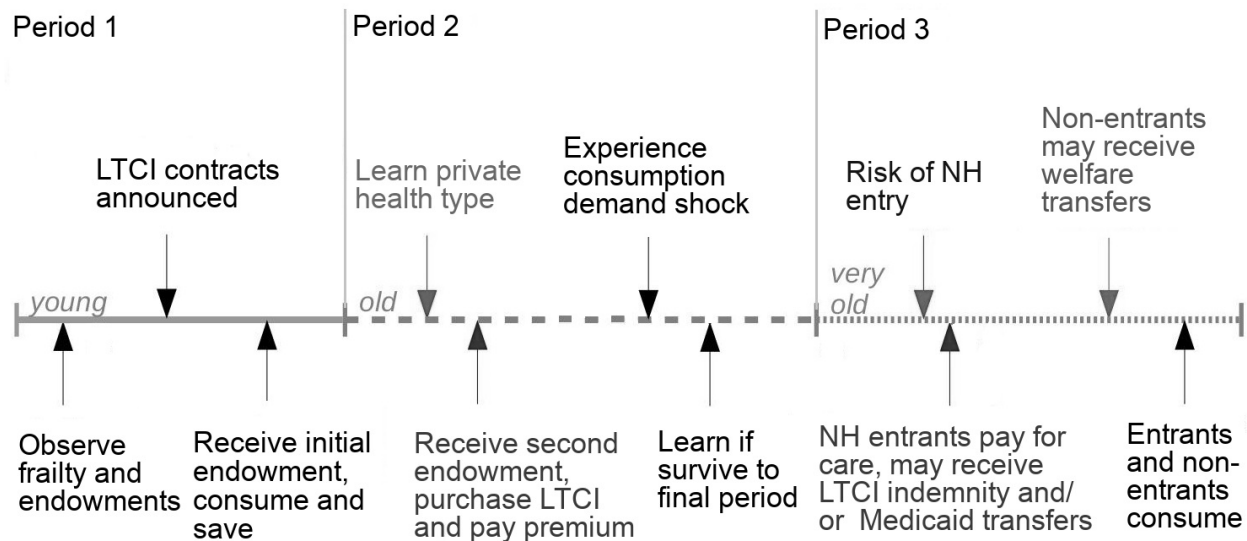 Period 1
Period 2
Period 3
LTCI contracts
announced
Learn private
health type
Experience
consumption
demand shock
Risk of NH
entry
Non-entrants
may receive
welfare
transfers
young
old
very
old
Observe
frailty and
endowments
Receive initial
endowment,
consume and
save
Receive second
endowment,
purchase LTCI
and pay premium
Learn if
survive to
final period
NH entrants pay for
care, may receive
LTCI indemnity and/
or Medicaid transfers
Entrants
and non-
entrants
consume